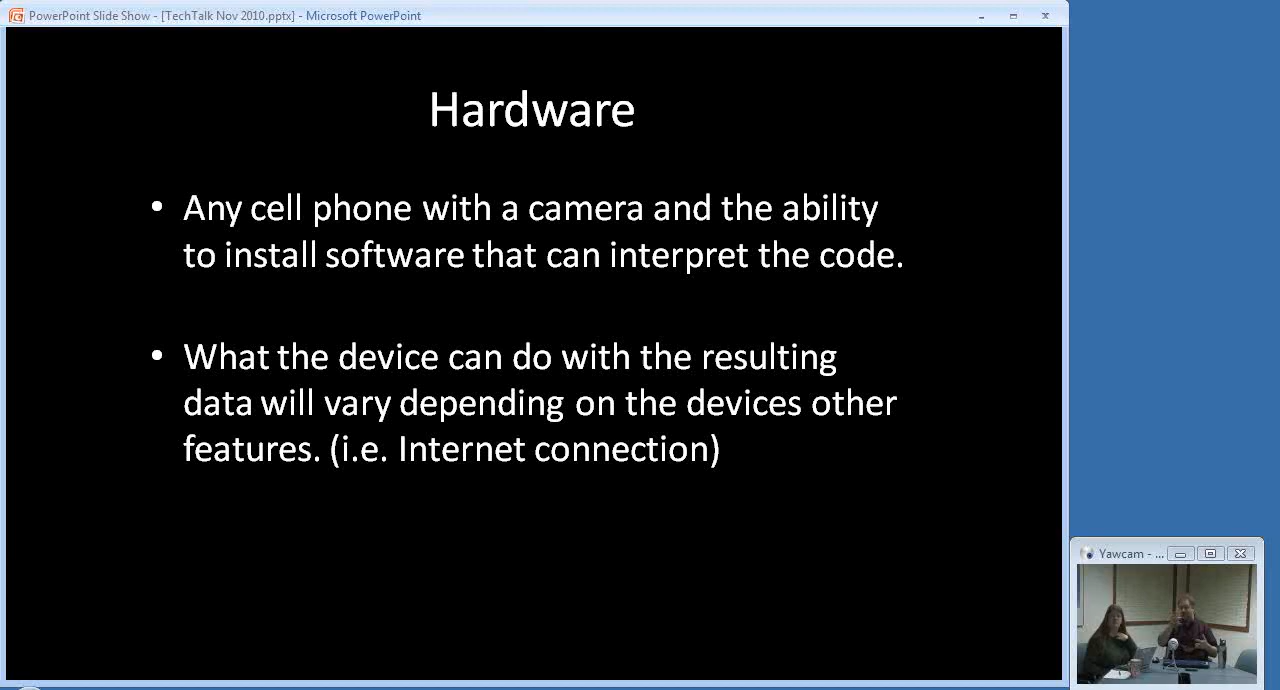 PowerPoint Slide Show - [TechTalk Nov 2010.pptx] - Microsoft PowerPoint
Hardware
• Any cell phone with a camera and the ability
to install software that can interpret the code.
• What the device can do with the resulting
data will vary depending on the devices other
features. (i.e. Internet connection)
Yawcam - ...